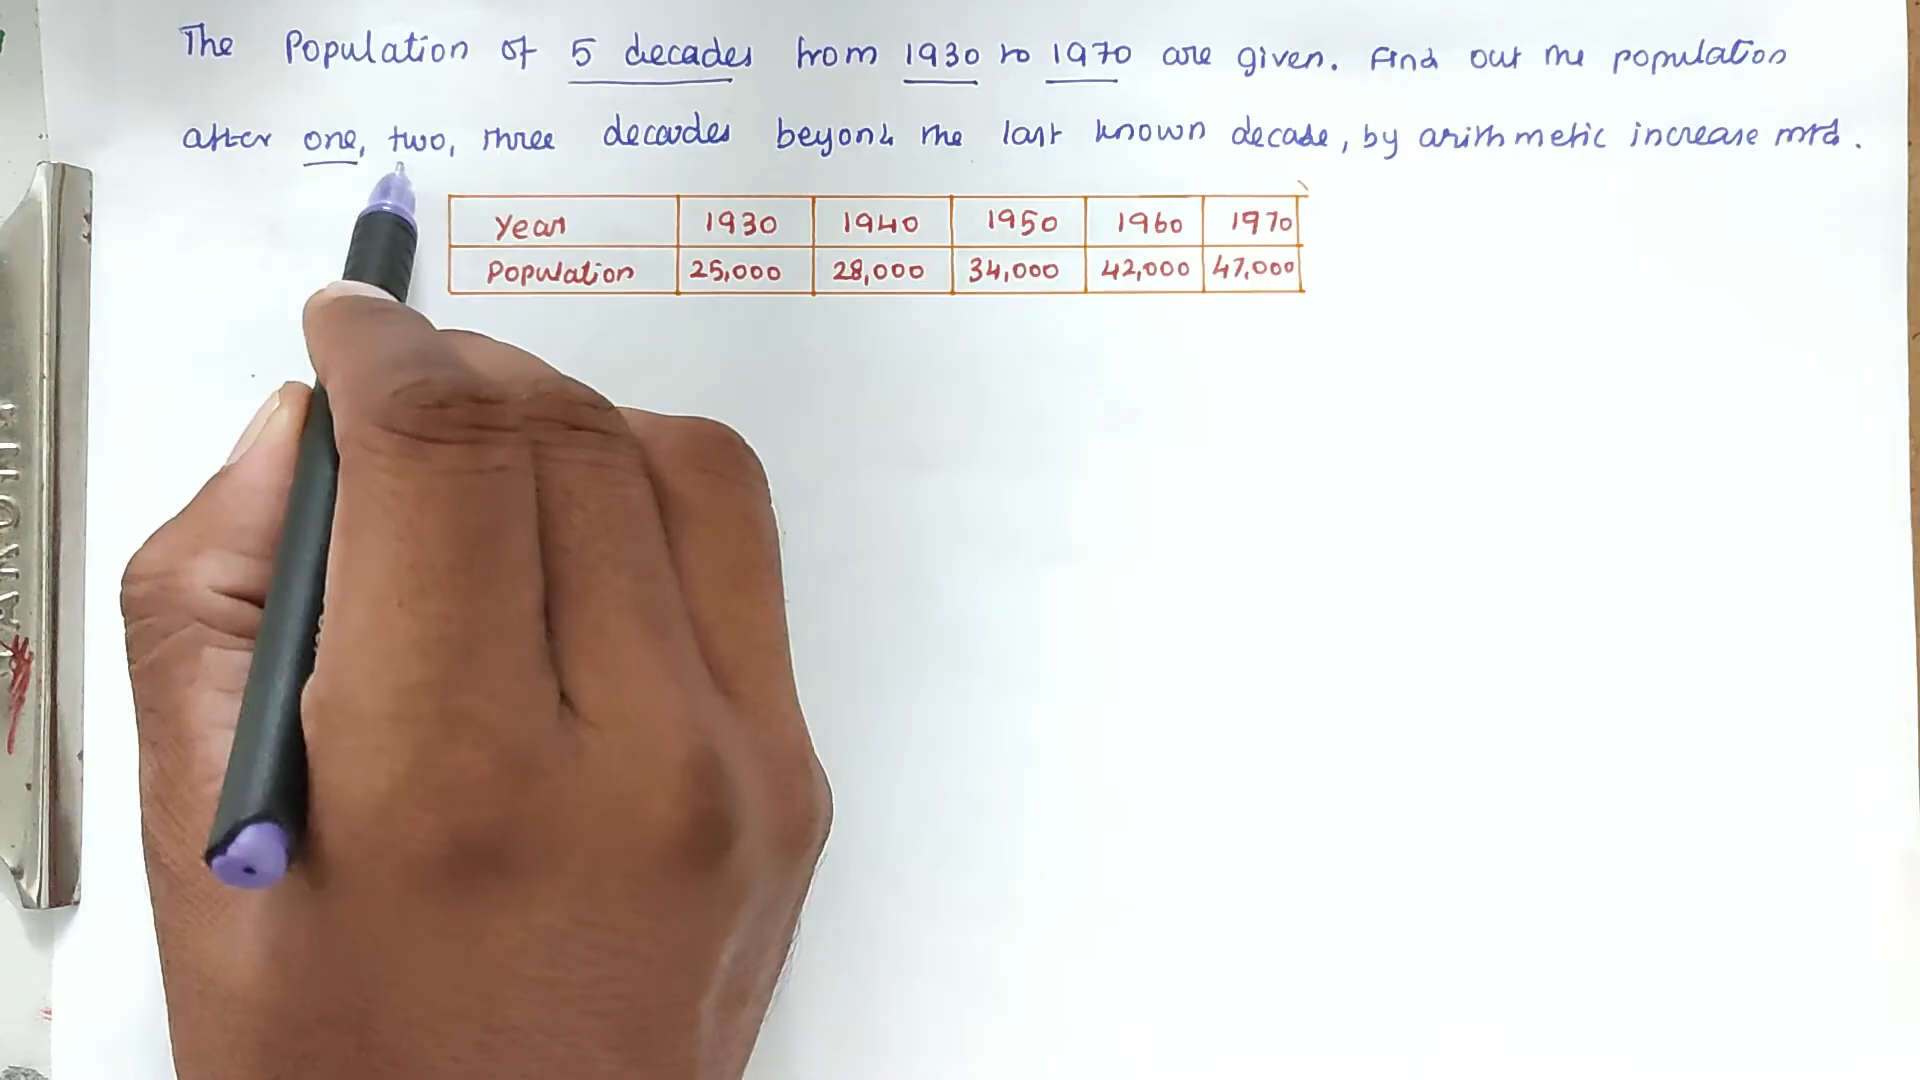 The Population of 5 decades from 1930 to 1970 are given. Find out the population
after one, two, three decades beyond the last known decade, by arithmetic increase mtd.
Year 1930 1940 1950 1960 1970
Population 25,000 28,000 34,000 42,000 47,000